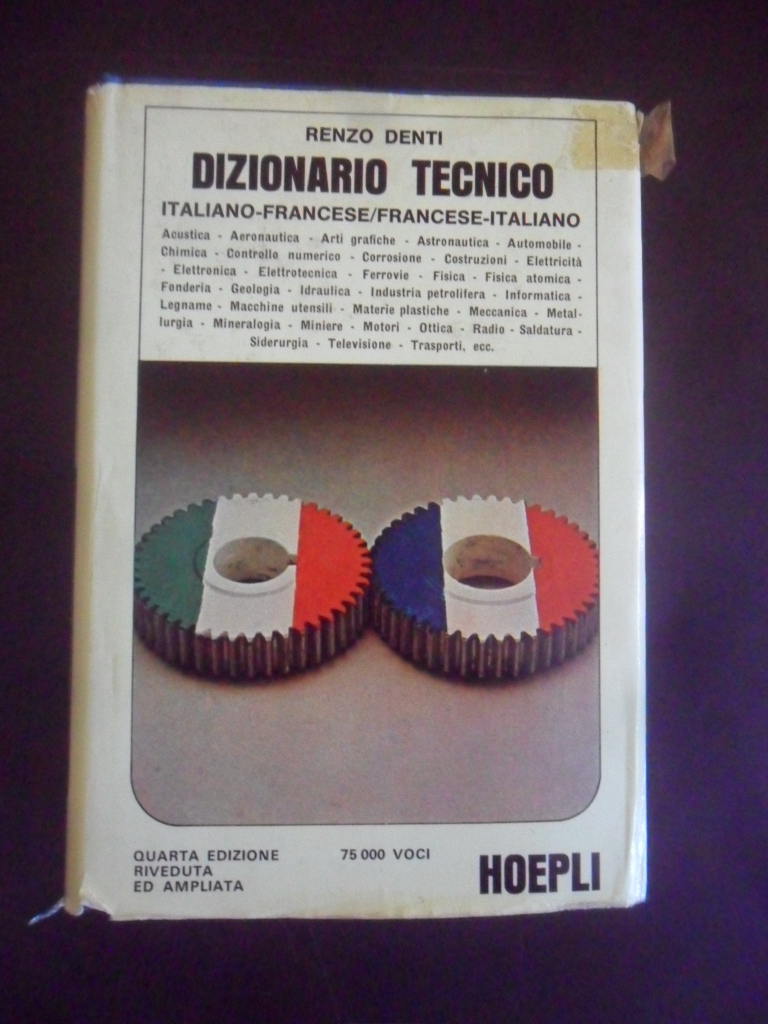 RENZO DENTI
DIZIONARIO TECNICO
ITALIANO-FRANCESE/FRANCESE-ITALIANO
Acustica - Aeronautica - Arti grafiche - Astronautica - Automobile -
Chimica - Controllo numerico - Corrosione - Costruzioni - Elettricità
- Elettronica - Elettrotecnica - Ferrovie - Fisica - Fisica atomica -
Fonderia - Geologia - Idraulica - Industria petrolifera - Informatica -
Legname - Macchine utensili - Materie plastiche - Meccanica - Metal-
lurgia - Mineralogia - Miniere - Motori - Ottica - Radio - Saldatura -
Siderurgia - Televisione - Trasporti, ecc.
QUARTA EDIZIONE
RIVEDUTA
ED AMPLIATA
75 000 VOCI
HOEPLI